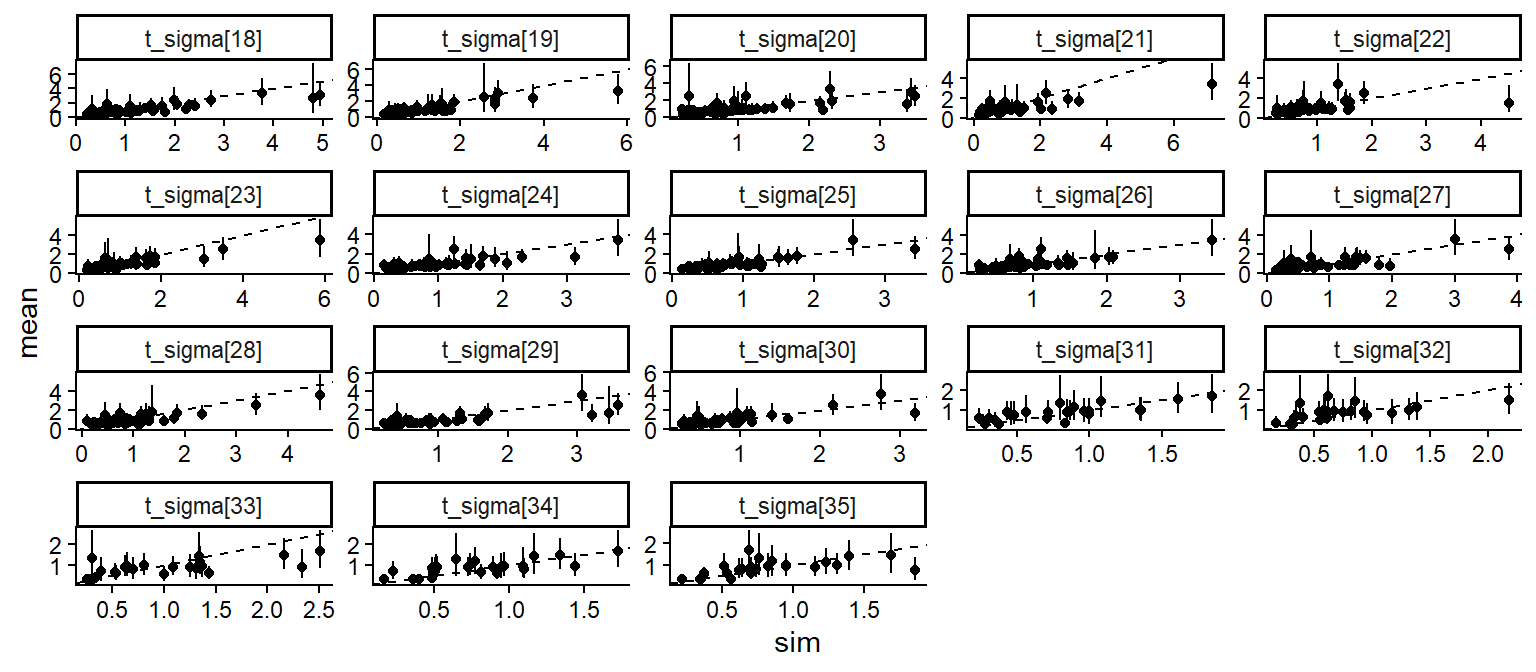 t_sigma[18] t_sigma[19] t_sigma[20] t_sigma[21] t_sigma[22]
6 4 2 0 6 4 2 0 6 4 2 0 4 2 0 4 2 0
0 1 2 3 4 5 0 2 4 6 1 2 3 0 2 4 6 1 2 3 4
t_sigma[23] t_sigma[24] t_sigma[25] t_sigma[26] t_sigma[27]
4 2 0 4 2 0 4 2 0 4 2 0 4 2 0
0 2 4 6 0 1 2 3 0 1 2 3 1 2 3 0 1 2 3 4
mean
t_sigma[28] t_sigma[29] t_sigma[30] t_sigma[31] t_sigma[32]
4 2 0 6 4 2 0 6 4 2 0 2 1 2 1
0 1 2 3 4 0 1 2 3 1 2 3 0.5 1.0 1.5 0.5 1.0 1.5 2.0
t_sigma[33] t_sigma[34] t_sigma[35]
2 1 2 1 2 1
0.5 1.0 1.5 2.0 2.5 0.5 1.0 1.5 0.5 1.0 1.5
sim